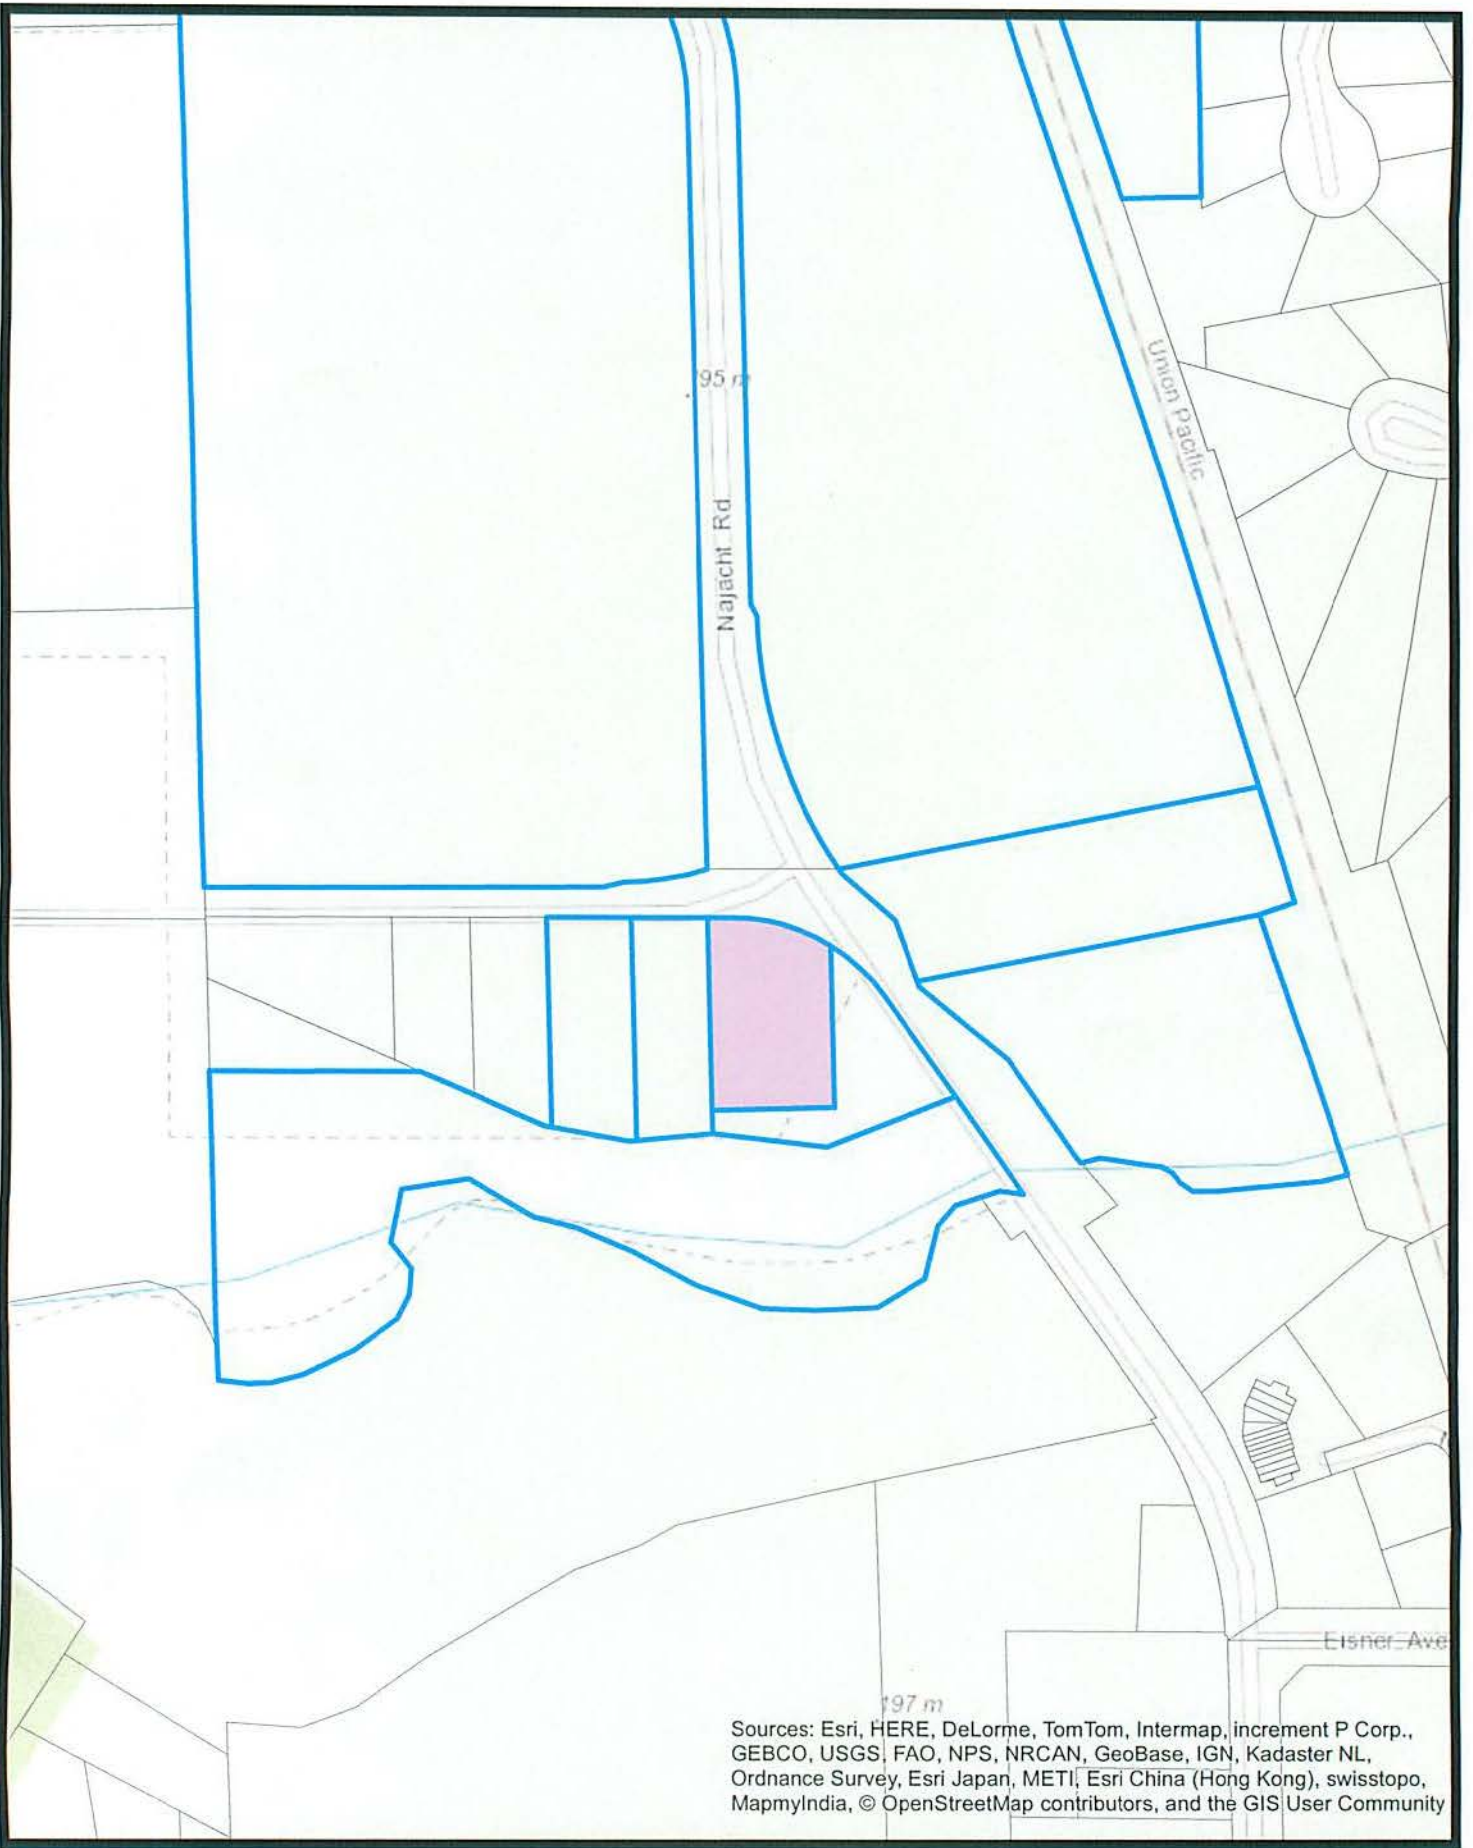 Union Pacific
95 m
Najacht Rd
Eisner Ave
197 m
Sources: Esri, HERE, DeLorme, TomTom, Intermap, increment P Corp.,
GEBCO, USGS, FAO, NPS, NRCAN, GeoBase, IGN, Kadaster NL,
Ordnance Survey, Esri Japan, METI, Esri China (Hong Kong), swisstopo,
MapmyIndia, © OpenStreetMap contributors, and the GIS User Community